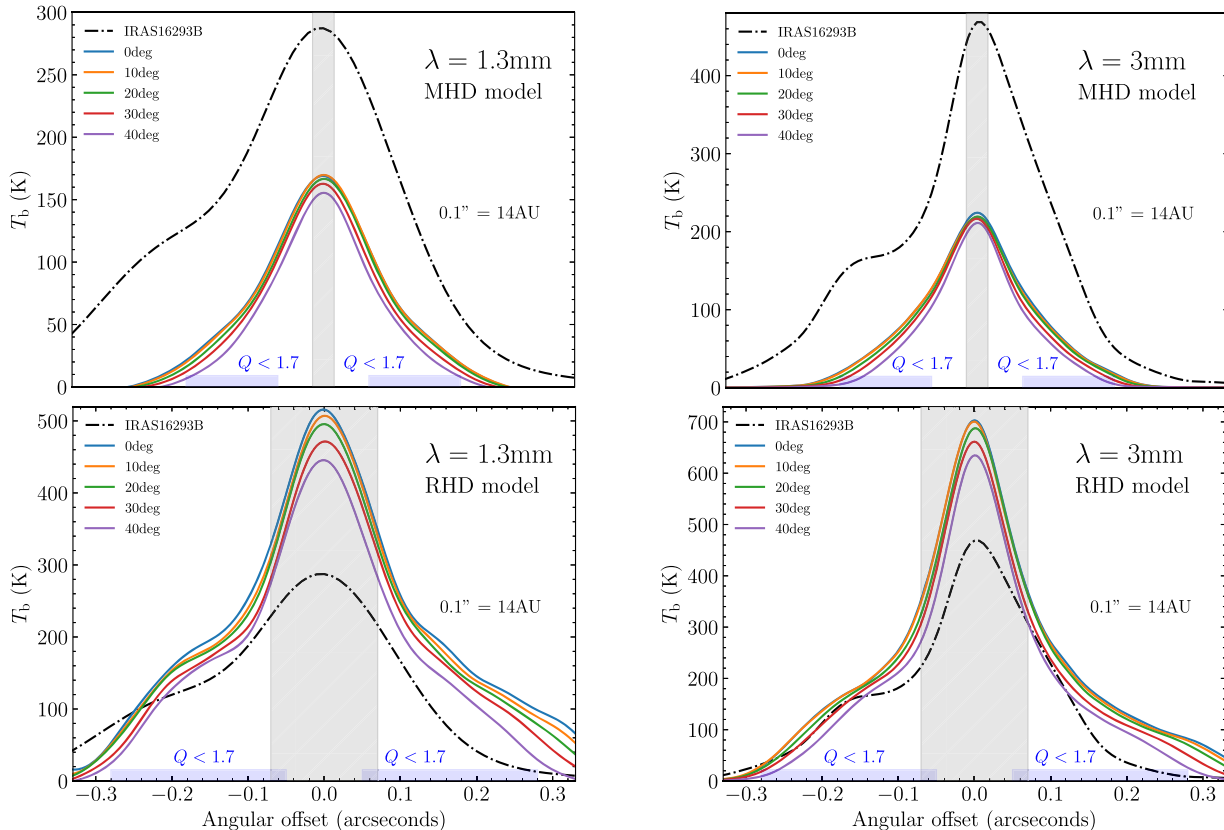 300
250
200
150
100
50
0
T_b (K)
IRAS16293B
0deg
10deg
20deg
30deg
40deg
λ = 1.3mm
MHD model
0.1" = 14AU
Q < 1.7
Q < 1.7
400
300
200
100
0
T_b (K)
IRAS16293B
0deg
10deg
20deg
30deg
40deg
λ = 3mm
MHD model
0.1" = 14AU
Q < 1.7
Q < 1.7
500
400
300
200
100
0
T_b (K)
IRAS16293B
0deg
10deg
20deg
30deg
40deg
λ = 1.3mm
RHD model
0.1" = 14AU
Q < 1.7
Q < 1.7
−0.3 −0.2 −0.1 0.0 0.1 0.2 0.3
Angular offset (arcseconds)
700
600
500
400
300
200
100
0
T_b (K)
IRAS16293B
0deg
10deg
20deg
30deg
40deg
λ = 3mm
RHD model
0.1" = 14AU
Q < 1.7
Q < 1.7
−0.3 −0.2 −0.1 0.0 0.1 0.2 0.3
Angular offset (arcseconds)